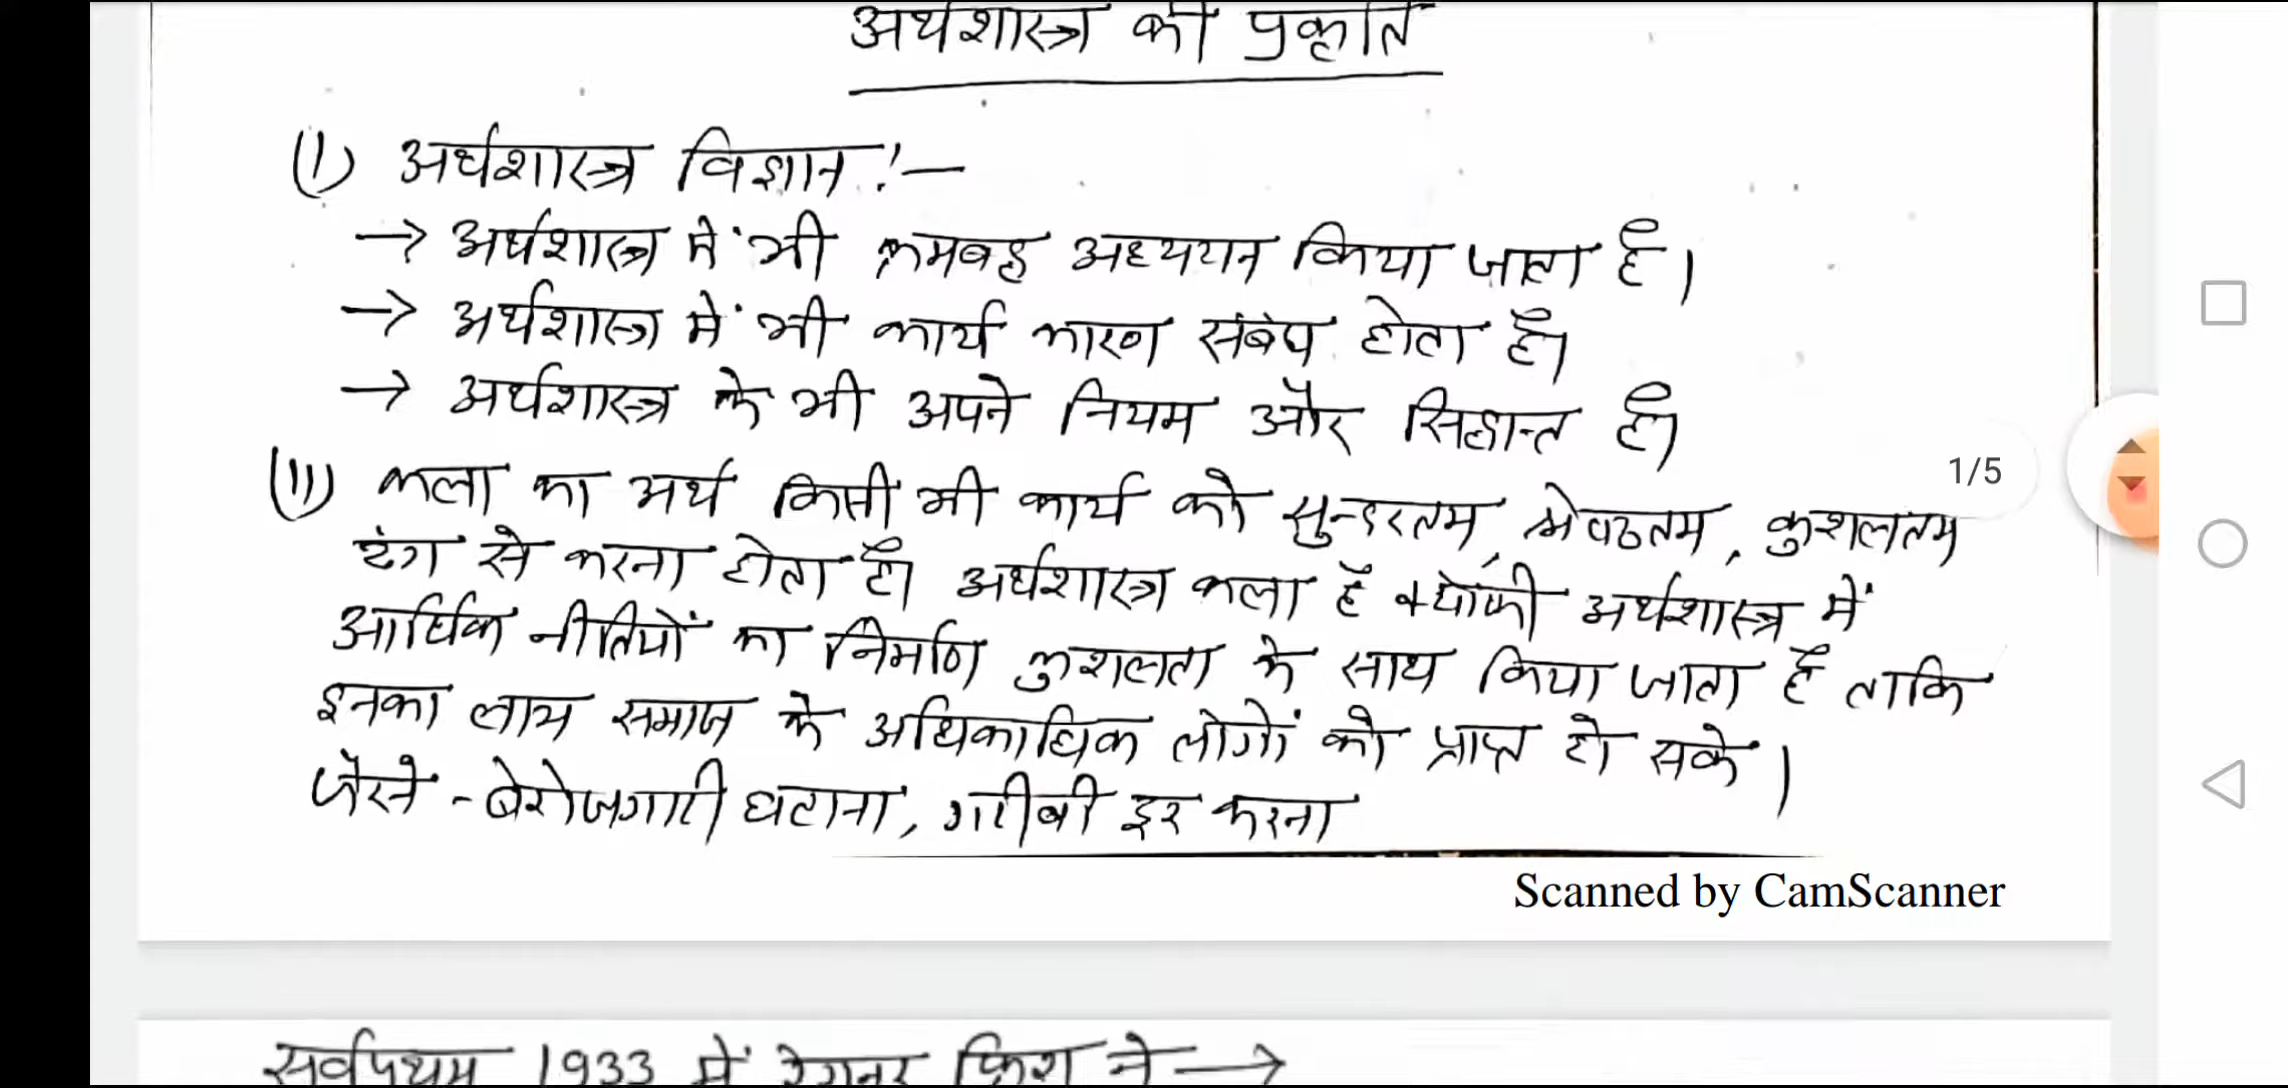 अर्थशास्त्र की प्रकृति
(I) अर्थशास्त्र विज्ञान :-
→ अर्थशास्त्र में भी क्रमबद्ध अध्ययन किया जाता है।
→ अर्थशास्त्र में भी कार्य कारण संबंध होता है।
→ अर्थशास्त्र के भी अपने नियम और सिद्धान्त है।
(II) कला का अर्थ किसी भी कार्य को सुन्दरतम, श्रेष्ठतम, कुशलतम
ढंग से करना होता है। अर्थशास्त्र कला है क्योंकी अर्थशास्त्र में
आर्थिक नीतियों का निर्माण कुशलता के साथ किया जाता है ताकि
इनका लाभ समाज के अधिकाधिक लोगों को प्राप्त हो सके।
जैसे - बेरोजगारी घटाना, गरीबी दूर करना
1/5
Scanned by CamScanner
सर्वप्रथम 1933 में रेगनर फ्रिश ने →